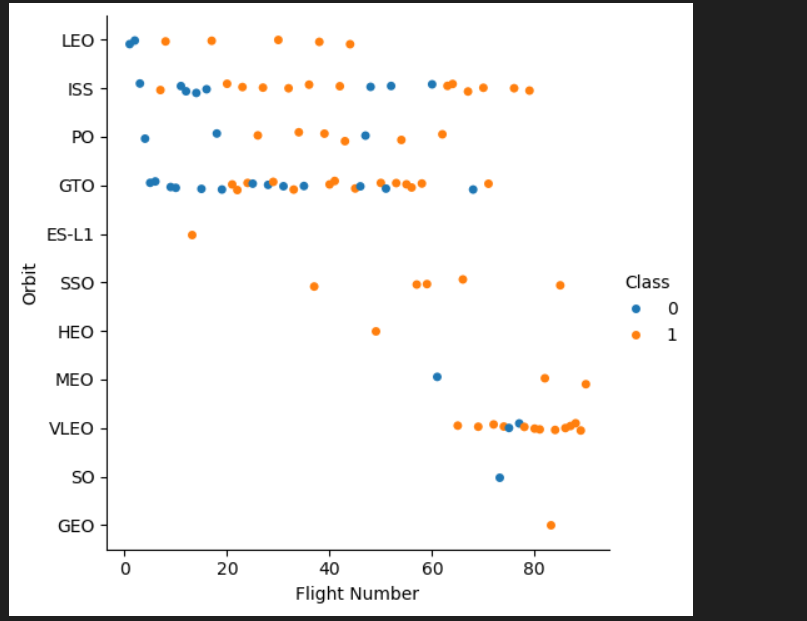 LEO
ISS
PO
GTO
ES-L1
SSO
HEO
MEO
VLEO
SO
GEO
Orbit
0 20 40 60 80
Flight Number
Class
0
1